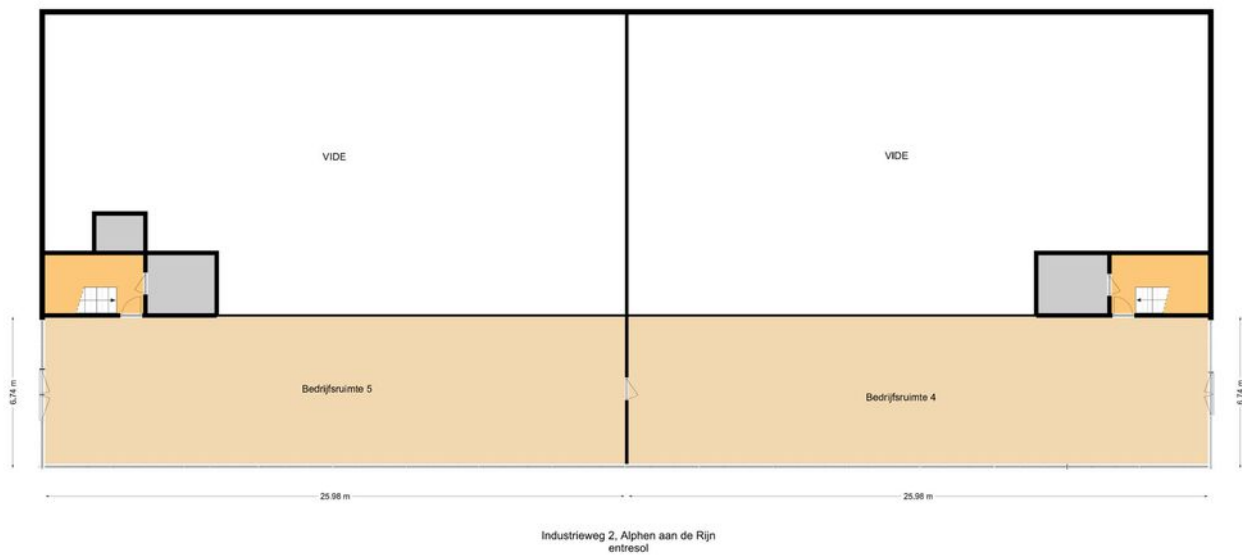 VIDE
VIDE
Bedrijfsruimte 5
Bedrijfsruimte 4
6.74 m
6.74 m
25.98 m
25.98 m
Industrieweg 2, Alphen aan de Rijn
entresol